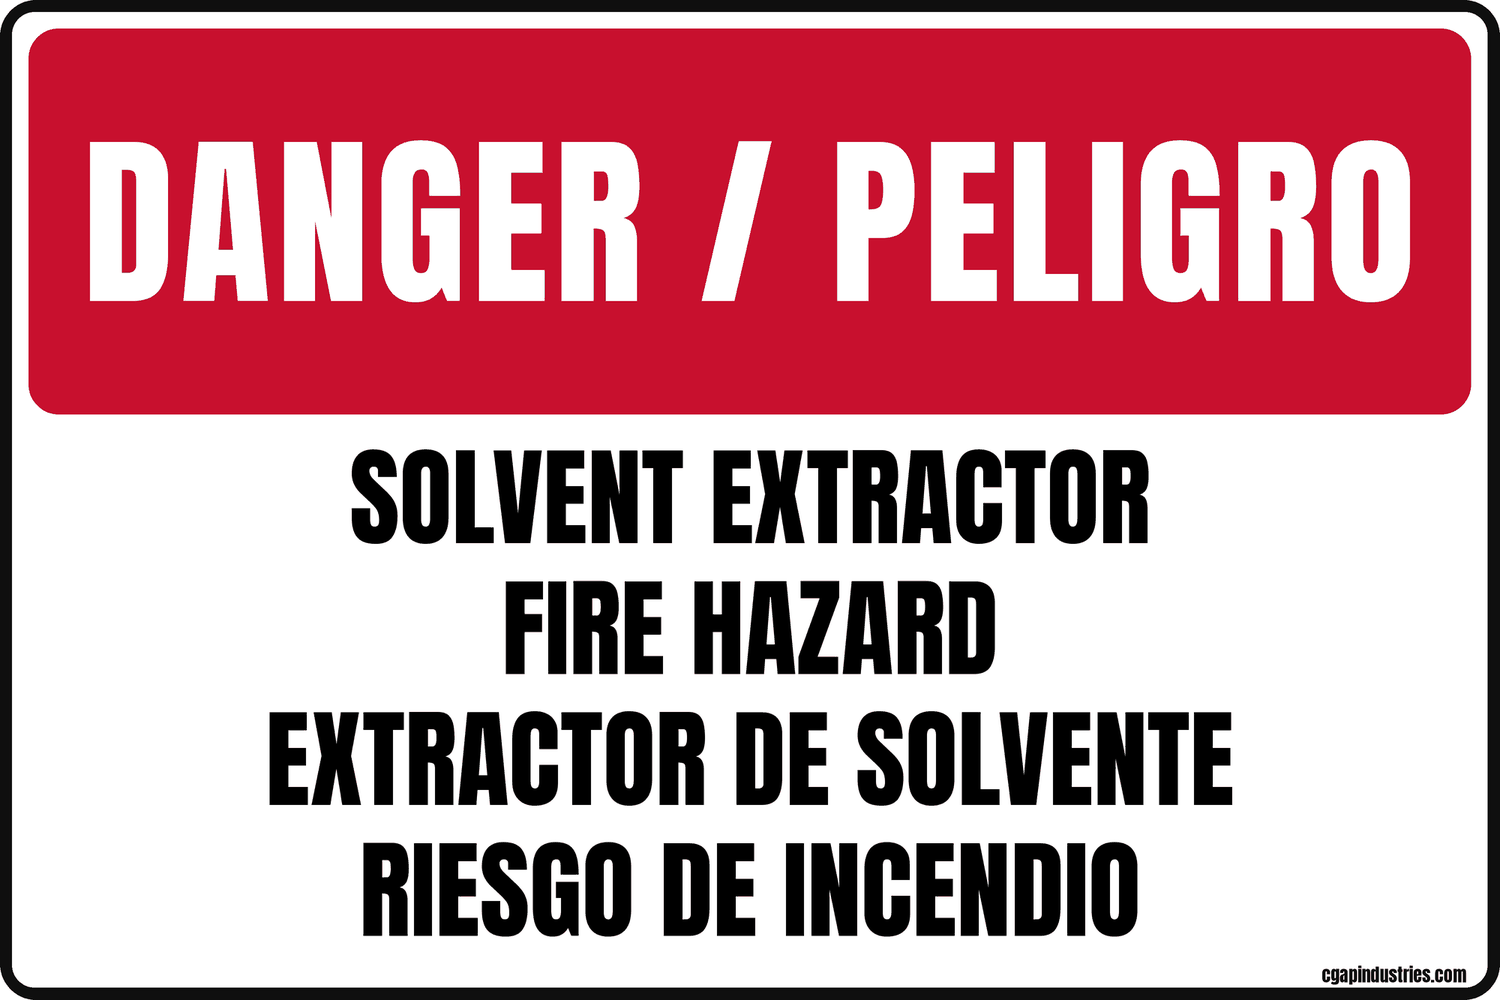 DANGER / PELIGRO
SOLVENT EXTRACTOR
FIRE HAZARD
EXTRACTOR DE SOLVENTE
RIESGO DE INCENDIO
cgapindustries.com